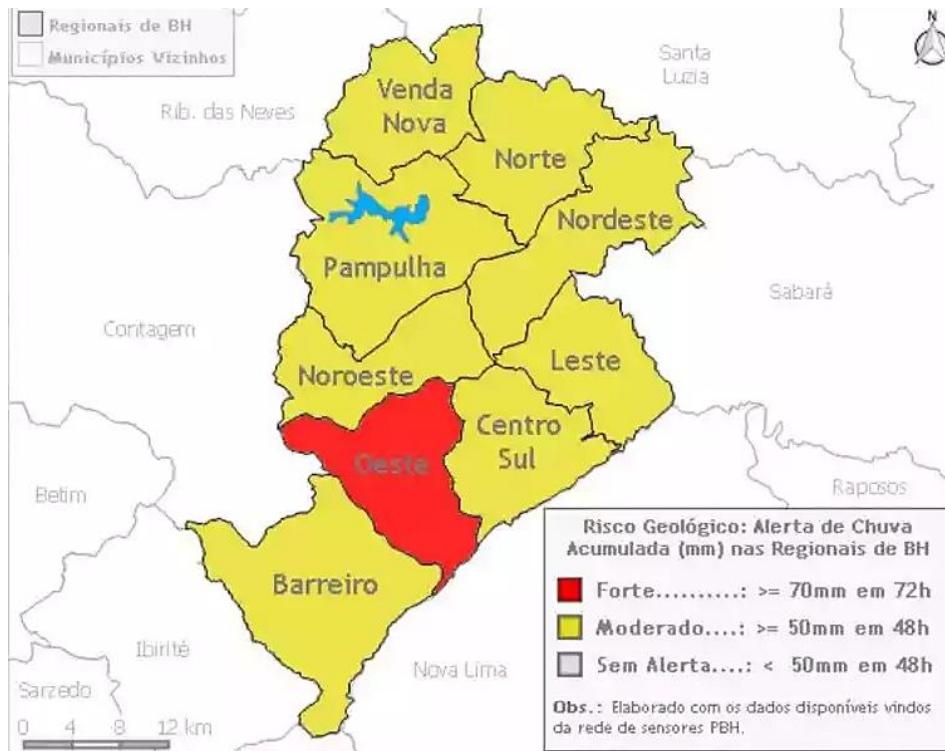 Regionais de BH
Municípios Vizinhos
N
Santa
Luzia
Rib. das Neves
Venda
Nova
Norte
Nordeste
Pampulha
Sabará
Contagem
Noroeste
Leste
Centro
Sul
Oeste
Betim
Raposos
Barreiro
Ibirité
Nova Lima
Sarzedo
0 4 8 12 km
Risco Geológico: Alerta de Chuva
Acumulada (mm) nas Regionais de BH
Forte..........: >= 70mm em 72h
Moderado....: >= 50mm em 48h
Sem Alerta....: < 50mm em 48h
Obs.: Elaborado com os dados disponíveis vindos
da rede de sensores PBH.